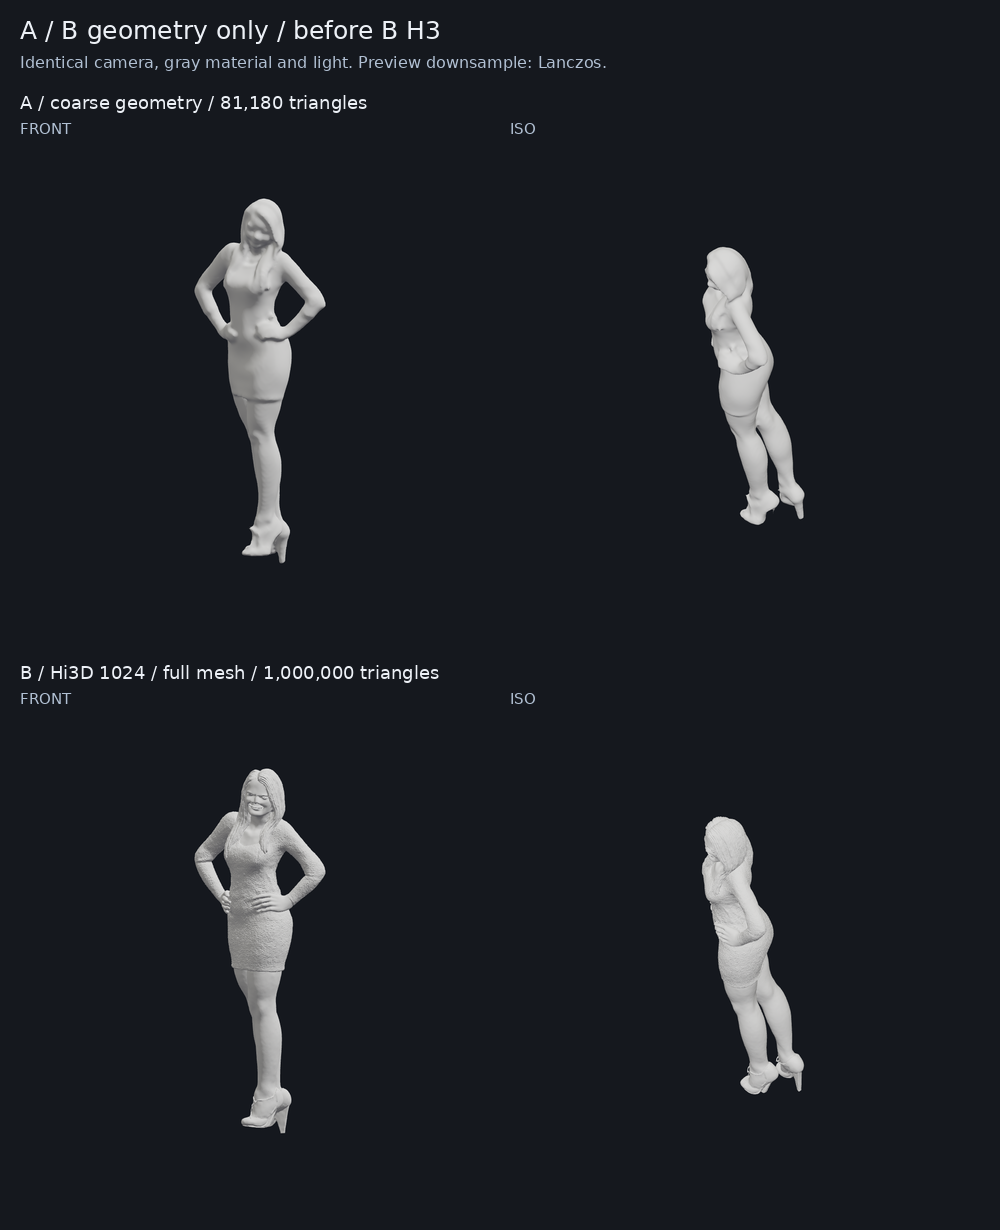 A / B geometry only / before B H3
Identical camera, gray material and light. Preview downsample: Lanczos.
A / coarse geometry / 81,180 triangles
FRONT ISO
B / Hi3D 1024 / full mesh / 1,000,000 triangles
FRONT ISO